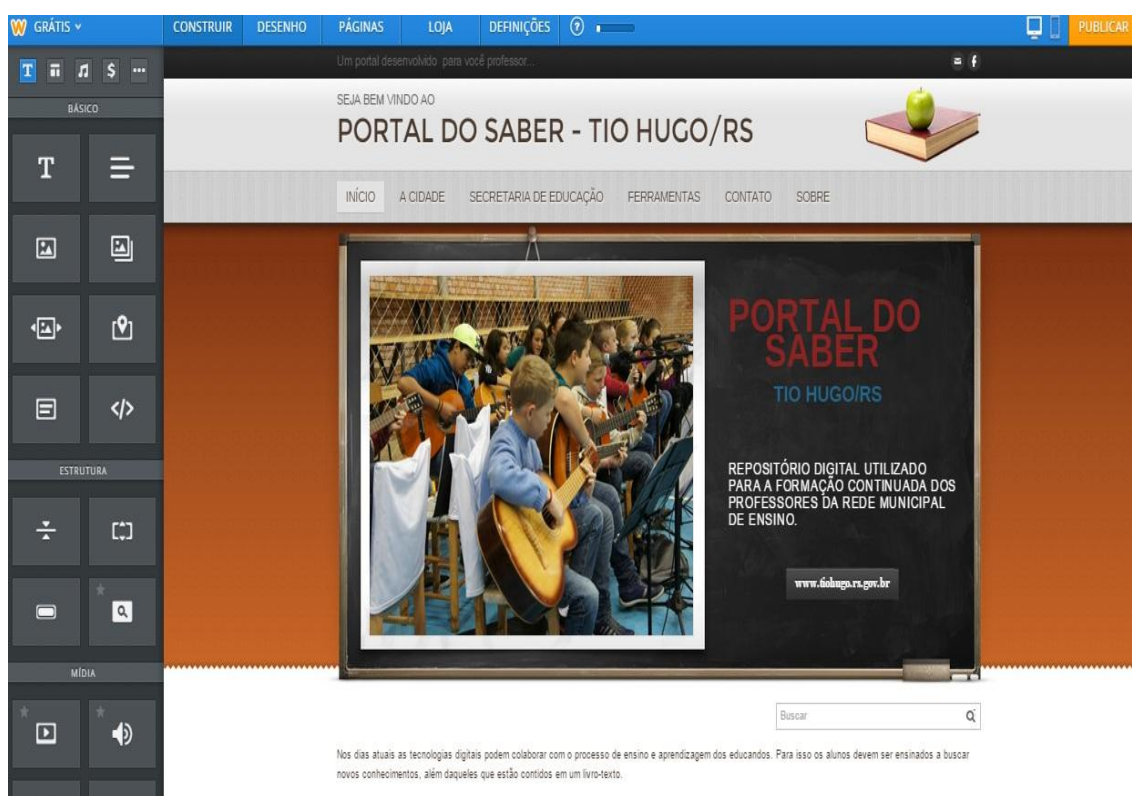 GRÁTIS
CONSTRUIR DESENHO PÁGINAS LOJA DEFINIÇÕES ? PUBLICAR
Um portal desenvolvido para você professor...
BÁSICO
SEJA BEM VINDO AO
PORTAL DO SABER - TIO HUGO/RS
INÍCIO A CIDADE SECRETARIA DE EDUCAÇÃO FERRAMENTAS CONTATO SOBRE
PORTAL DO
SABER
TIO HUGO/RS
REPOSITÓRIO DIGITAL UTILIZADO
PARA A FORMAÇÃO CONTINUADA DOS
PROFESSORES DA REDE MUNICIPAL
DE ENSINO.
www.tiohugo.rs.gov.br
ESTRUTURA
MÍDIA
Buscar
Nos dias atuais as tecnologias digitais podem colaborar com o processo de ensino e aprendizagem dos educandos. Para isso os alunos devem ser ensinados a buscar
novos conhecimentos, além daqueles que estão contidos em um livro-texto.